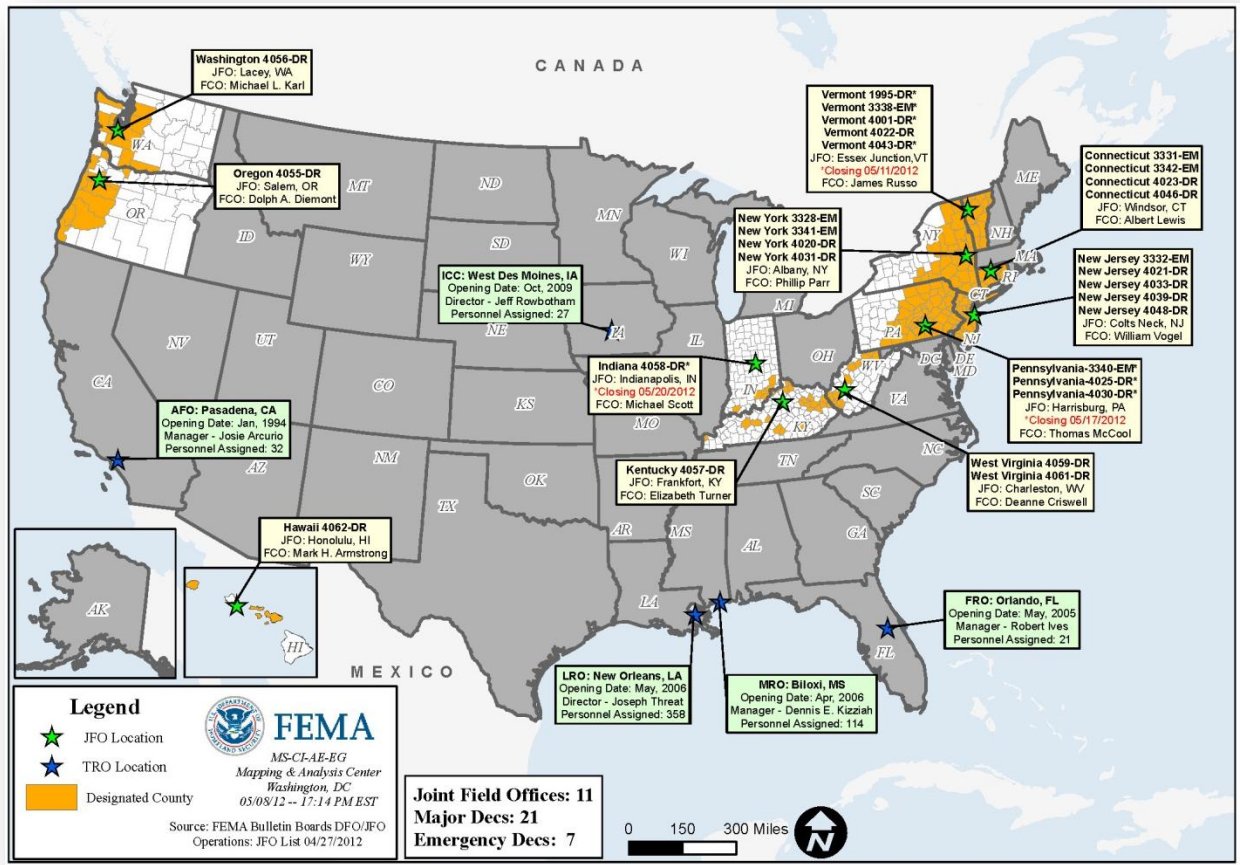 CANADA
Washington 4056-DR
JFO: Lacey, WA
FCO: Michael L. Karl
Oregon 4055-DR
JFO: Salem, OR
FCO: Dolph A. Diemont
Vermont 1995-DR*
Vermont 3338-EM*
Vermont 4001-DR*
Vermont 4022-DR
Vermont 4043-DR*
JFO: Essex Junction,VT
*Closing 05/11/2012
FCO: James Russo
Connecticut 3331-EM
Connecticut 3342-EM
Connecticut 4023-DR
Connecticut 4046-DR
JFO: Windsor, CT
FCO: Albert Lewis
New York 3328-EM
New York 3341-EM
New York 4020-DR
New York 4031-DR
JFO: Albany, NY
FCO: Phillip Parr
New Jersey 3332-EM
New Jersey 4021-DR
New Jersey 4033-DR
New Jersey 4039-DR
New Jersey 4048-DR
JFO: Colts Neck, NJ
FCO: William Vogel
ICC: West Des Moines, IA
Opening Date: Oct, 2009
Director - Jeff Rowbotham
Personnel Assigned: 27
Indiana 4058-DR*
JFO: Indianapolis, IN
*Closing 05/20/2012
FCO: Michael Scott
Pennsylvania-3340-EM*
Pennsylvania-4025-DR*
Pennsylvania-4030-DR*
JFO: Harrisburg, PA
*Closing 05/17/2012
FCO: Thomas McCool
AFO: Pasadena, CA
Opening Date: Jan, 1994
Manager - Josie Arcurio
Personnel Assigned: 32
Kentucky 4057-DR
JFO: Frankfort, KY
FCO: Elizabeth Turner
West Virginia 4059-DR
West Virginia 4061-DR
JFO: Charleston, WV
FCO: Deanne Criswell
Hawaii 4062-DR
JFO: Honolulu, HI
FCO: Mark H. Armstrong
FRO: Orlando, FL
Opening Date: May, 2005
Manager - Robert Ives
Personnel Assigned: 21
LRO: New Orleans, LA
Opening Date: May, 2006
Director - Joseph Threat
Personnel Assigned: 358
MRO: Biloxi, MS
Opening Date: Apr, 2006
Manager - Dennis E. Kizziah
Personnel Assigned: 114
WA
OR
MT
ID
ND
SD
MN
WI
MI
WY
NE
IA
IL
IN
OH
NY
ME
NH
MA
RI
CT
PA
NJ
DE
MD
DC
WV
VA
KY
NV
UT
CO
KS
MO
CA
AZ
NM
OK
TX
AR
TN
NC
SC
MS
AL
GA
LA
FL
AK
HI
MEXICO
Legend
JFO Location
TRO Location
Designated County
U.S. DEPARTMENT OF
HOMELAND SECURITY
FEMA
MS-CI-AE-EG
Mapping & Analysis Center
Washington, DC
05/08/12 -- 17:14 PM EST
Source: FEMA Bulletin Boards DFO/JFO
Operations: JFO List 04/27/2012
Joint Field Offices: 11
Major Decs: 21
Emergency Decs: 7
0 150 300 Miles
N